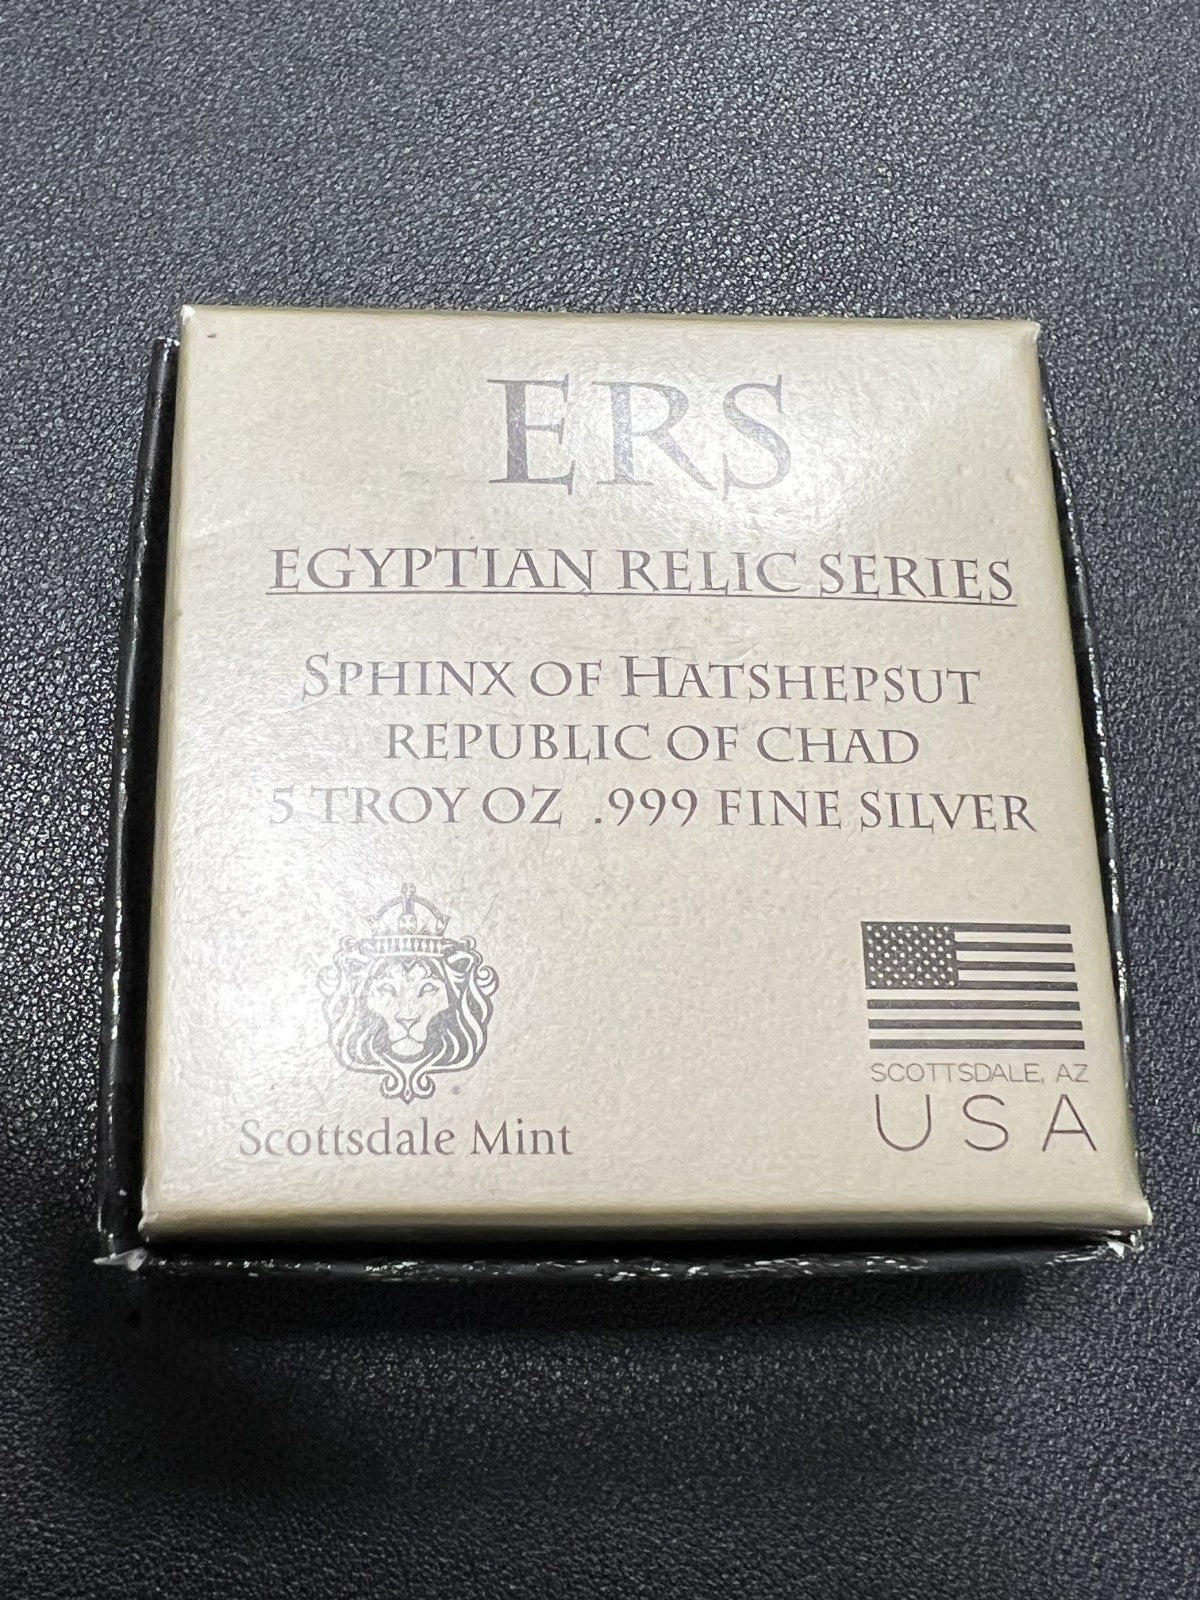 ERS
EGYPTIAN RELIC SERIES
SPHINX OF HATSHEPSUT
REPUBLIC OF CHAD
5 TROY OZ .999 FINE SILVER
Scottsdale Mint
SCOTTSDALE, AZ
USA